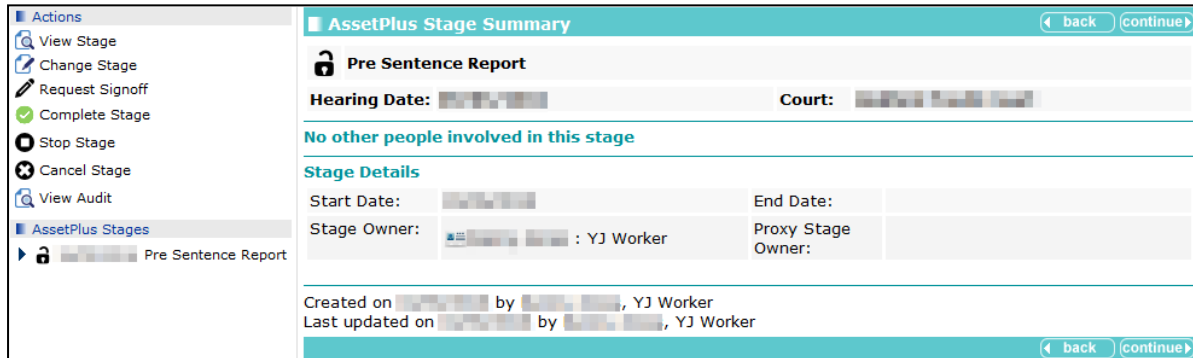 Actions
View Stage
Change Stage
Request Signoff
Complete Stage
Stop Stage
Cancel Stage
View Audit
AssetPlus Stages
Pre Sentence Report
AssetPlus Stage Summary
back continue
Pre Sentence Report
Hearing Date: Court:
No other people involved in this stage
Stage Details
Start Date: End Date:
Stage Owner: : YJ Worker Proxy Stage
Owner:
Created on by , YJ Worker
Last updated on by , YJ Worker
back continue